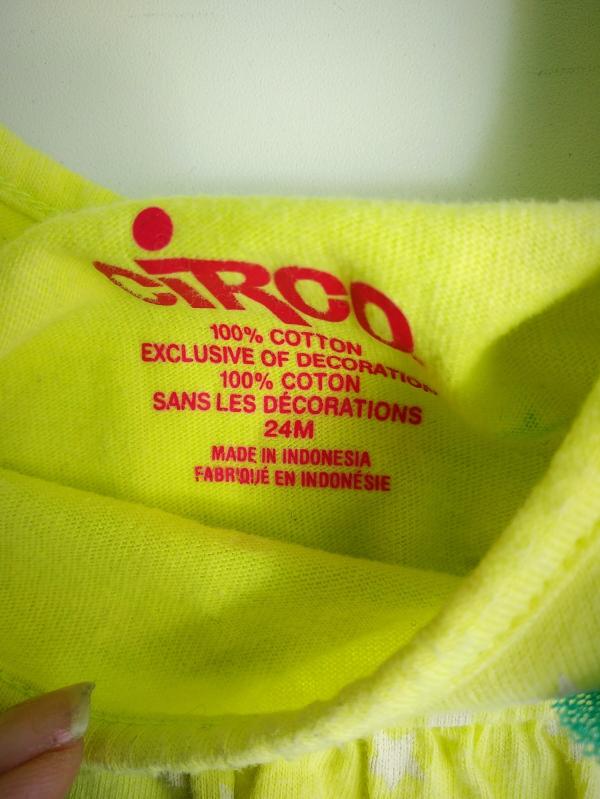 CIRCO
100% COTTON
EXCLUSIVE OF DECORATION
100% COTON
SANS LES DÉCORATIONS
24M
MADE IN INDONESIA
FABRIQUÉ EN INDONÉSIE